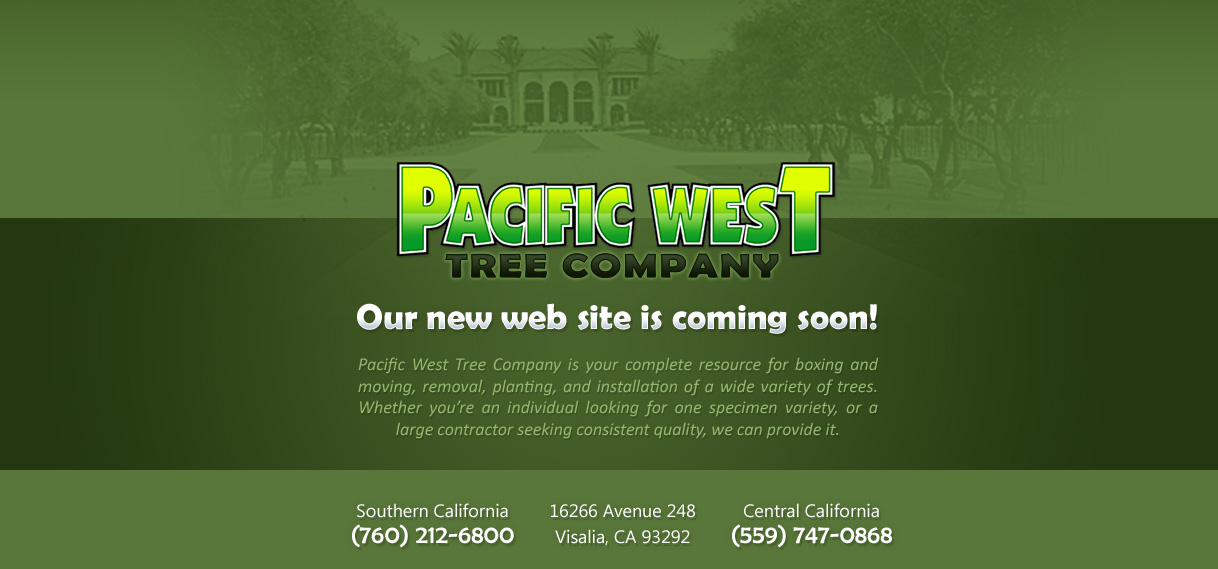 PACIFIC WEST
TREE COMPANY
Our new web site is coming soon!
Pacific West Tree Company is your complete resource for boxing and
moving, removal, planting, and installation of a wide variety of trees.
Whether you're an individual looking for one specimen variety, or a
large contractor seeking consistent quality, we can provide it.
Southern California
(760) 212-6800
16266 Avenue 248
Visalia, CA 93292
Central California
(559) 747-0868